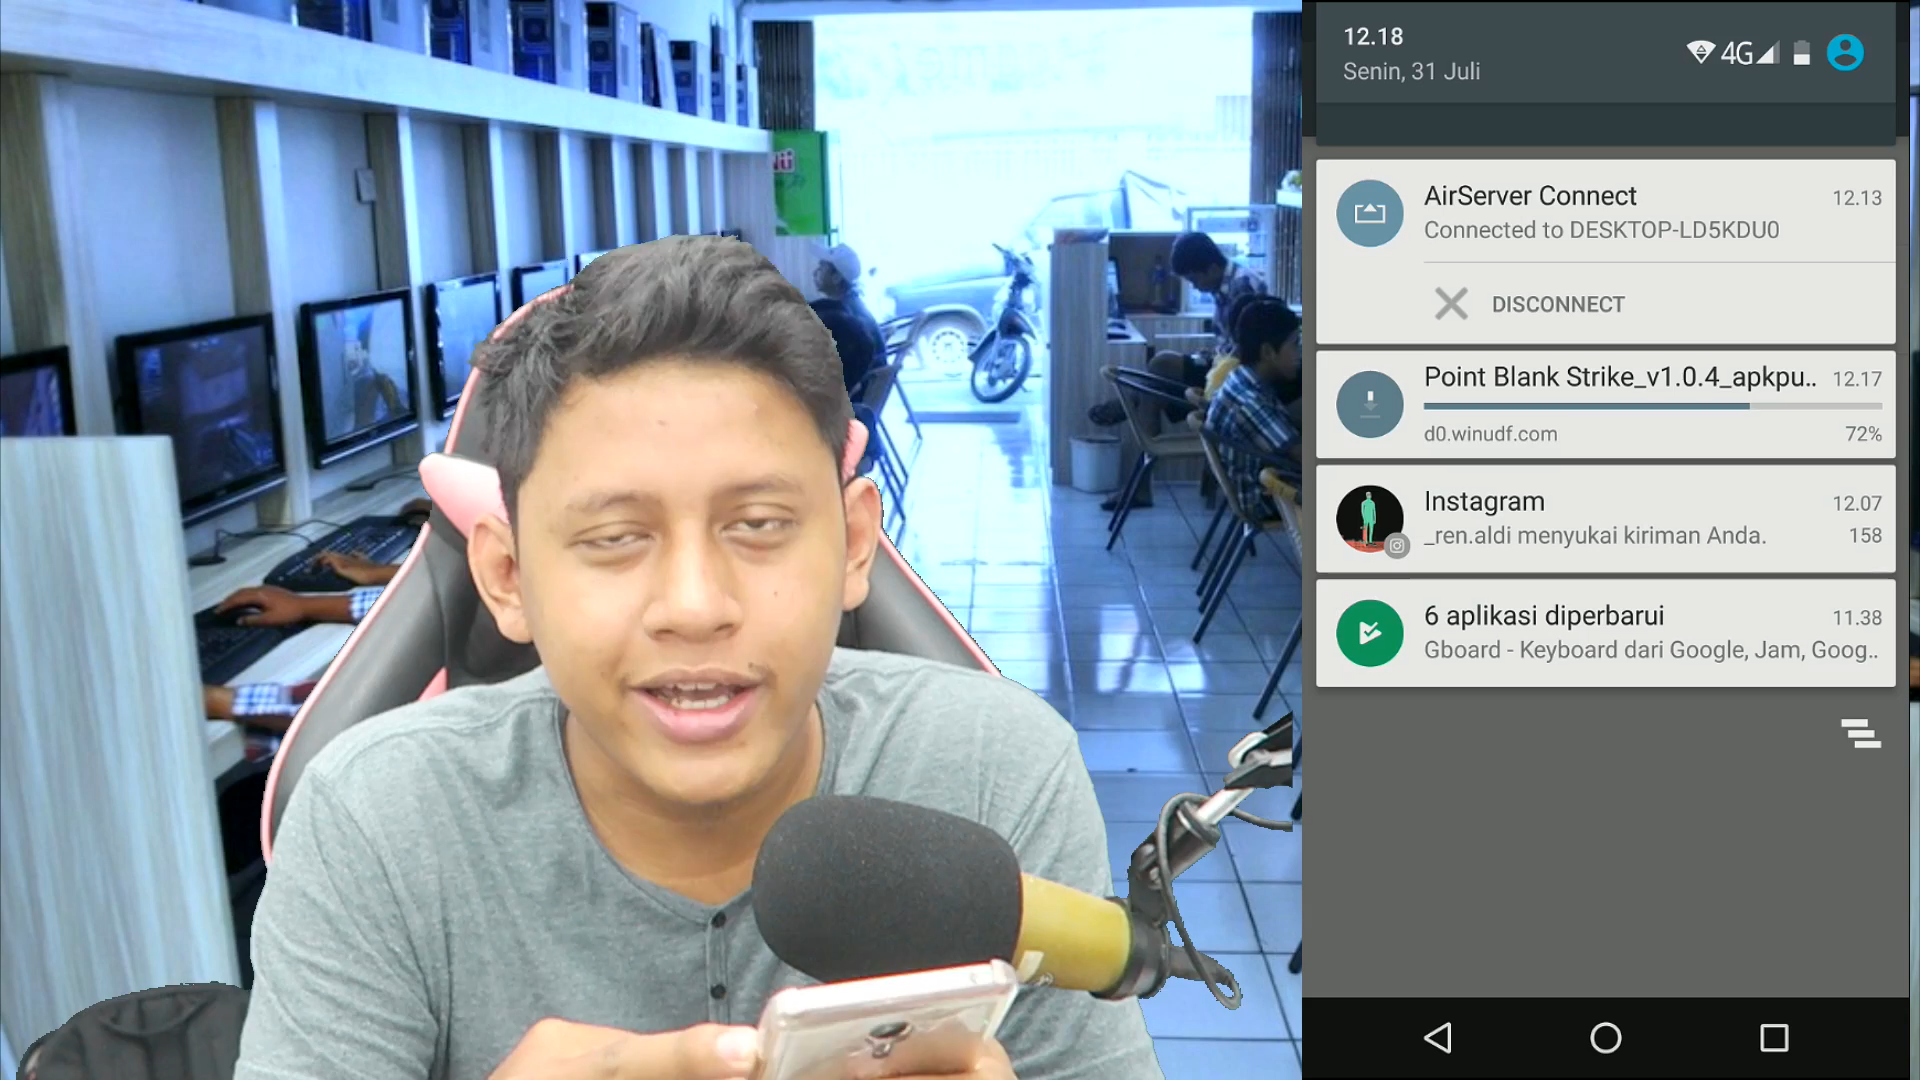 12.18
Senin, 31 Juli
4G
AirServer Connect 12.13
Connected to DESKTOP-LD5KDU0
DISCONNECT
Point Blank Strike_v1.0.4_apkpu.. 12.17
d0.winudf.com 72%
Instagram 12.07
_ren.aldi menyukai kiriman Anda. 158
6 aplikasi diperbarui 11.38
Gboard - Keyboard dari Google, Jam, Goog..